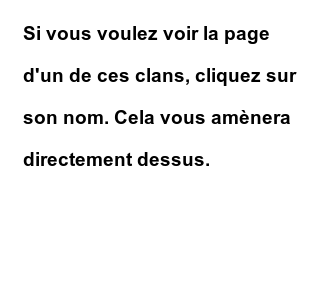 Si vous voulez voir la page
d'un de ces clans, cliquez sur
son nom. Cela vous amènera
directement dessus.